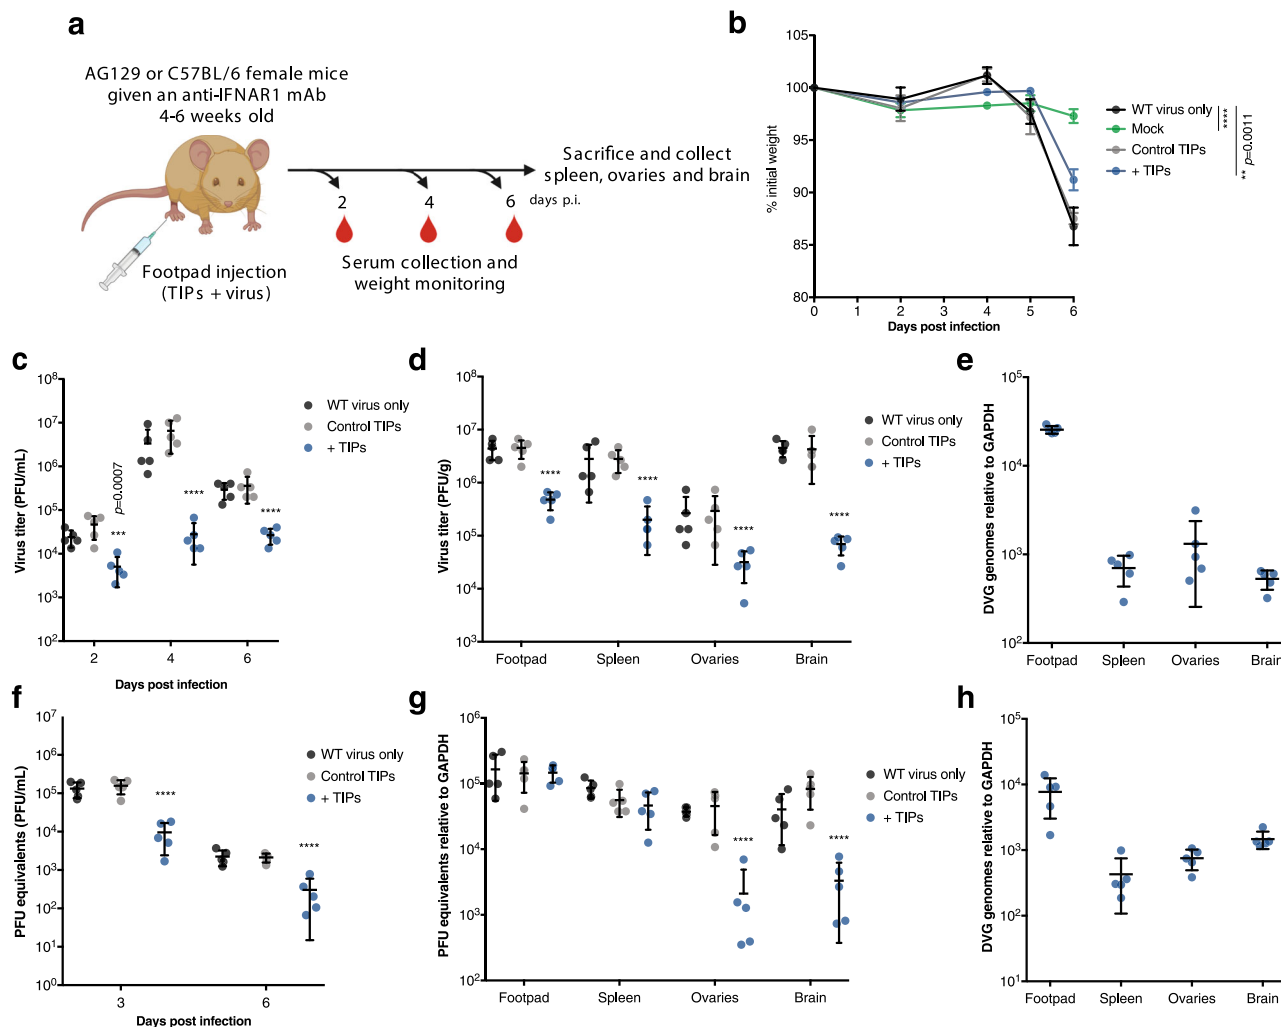 a
AG129 or C57BL/6 female mice
given an anti-IFNAR1 mAb
4-6 weeks old
Footpad injection
(TIPs + virus)
2
4
6
days p.i.
Serum collection and
weight monitoring
Sacrifice and collect
spleen, ovaries and brain
b
% initial weight
105
100
95
90
85
80
0
1
2
3
4
5
6
Days post infection
WT virus only
Mock
Control TIPs
+ TIPs
****
** p=0.0011
c
Virus titer (PFU/mL)
10⁸
10⁷
10⁶
10⁵
10⁴
10³
10²
***
p=0.0007
****
****
2
4
6
Days post infection
WT virus only
Control TIPs
+ TIPs
d
Virus titer (PFU/g)
10⁸
10⁷
10⁶
10⁵
10⁴
10³
****
****
****
****
Footpad
Spleen
Ovaries
Brain
WT virus only
Control TIPs
+ TIPs
e
DVG genomes relative to GAPDH
10⁵
10⁴
10³
10²
Footpad
Spleen
Ovaries
Brain
f
PFU equivalents (PFU/mL)
10⁷
10⁶
10⁵
10⁴
10³
10²
10¹
10⁰
****
****
3
6
Days post infection
WT virus only
Control TIPs
+ TIPs
g
PFU equivalents relative to GAPDH
10⁶
10⁵
10⁴
10³
10²
****
****
Footpad
Spleen
Ovaries
Brain
WT virus only
Control TIPs
+ TIPs
h
DVG genomes relative to GAPDH
10⁵
10⁴
10³
10²
10¹
Footpad
Spleen
Ovaries
Brain